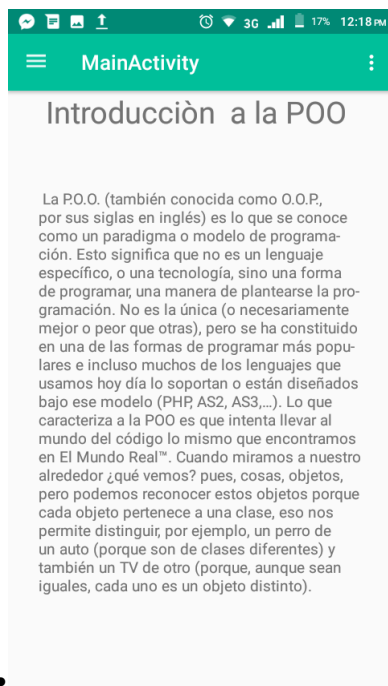 3G 17% 12:18 PM
MainActivity
Introducciòn a la POO
La P.O.O. (también conocida como O.O.P.,
por sus siglas en inglés) es lo que se conoce
como un paradigma o modelo de programa-
ción. Esto significa que no es un lenguaje
específico, o una tecnología, sino una forma
de programar, una manera de plantearse la pro-
gramación. No es la única (o necesariamente
mejor o peor que otras), pero se ha constituido
en una de las formas de programar más popu-
lares e incluso muchos de los lenguajes que
usamos hoy día lo soportan o están diseñados
bajo ese modelo (PHP, AS2, AS3,...). Lo que
caracteriza a la POO es que intenta llevar al
mundo del código lo mismo que encontramos
en El Mundo Real™. Cuando miramos a nuestro
alrededor ¿qué vemos? pues, cosas, objetos,
pero podemos reconocer estos objetos porque
cada objeto pertenece a una clase, eso nos
permite distinguir, por ejemplo, un perro de
un auto (porque son de clases diferentes) y
también un TV de otro (porque, aunque sean
iguales, cada uno es un objeto distinto).